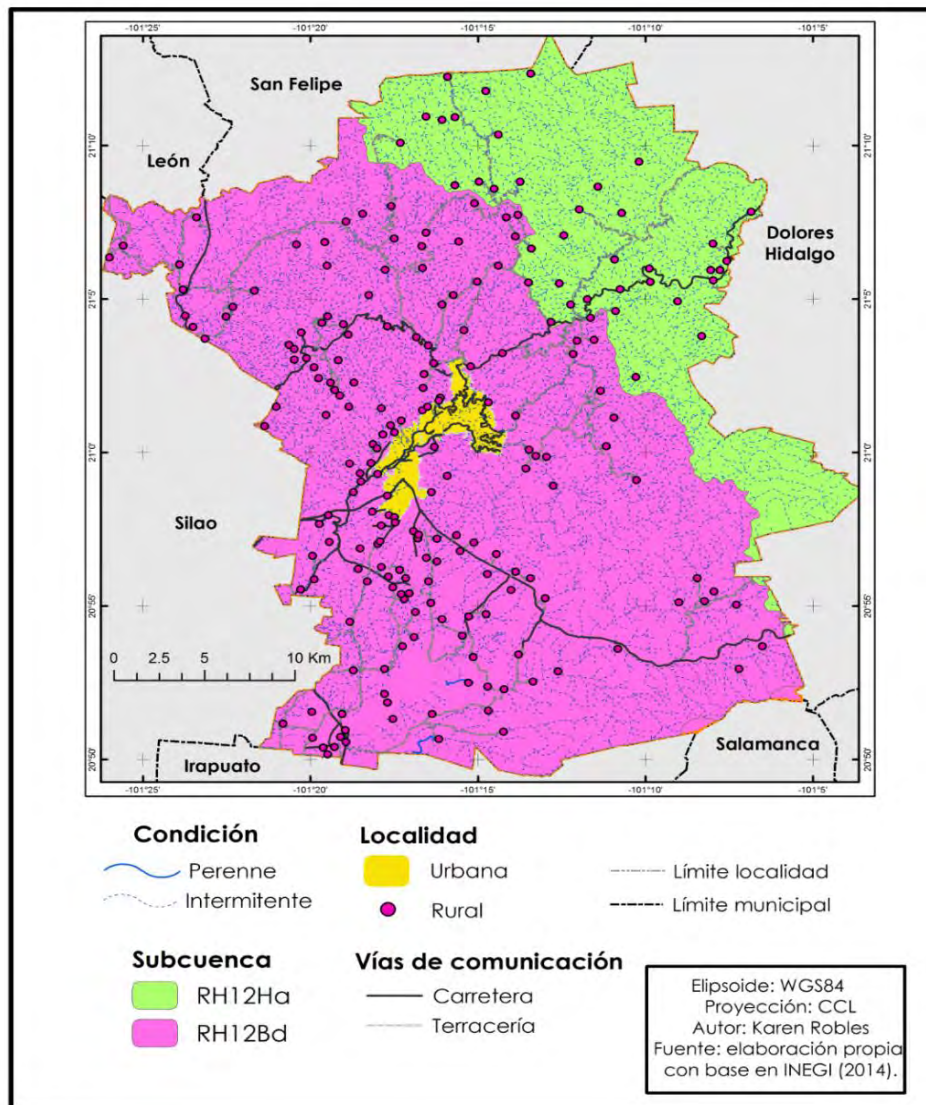 -101°25' -101°20' -101°15' -101°10' -101°5'
San Felipe
21°10' 21°10'
León
Dolores
Hidalgo
21°5' 21°5'
21°0' 21°0'
Silao
20°55' 20°55'
0 2.5 5 10 Km
Salamanca
20°50' 20°50'
Irapuato
-101°25' -101°20' -101°15' -101°10' -101°5'
Condición
Perenne
Intermitente
Localidad
Urbana
Rural
Límite localidad
Límite municipal
Subcuenca
RH12Ha
RH12Bd
Vías de comunicación
Carretera
Terracería
Elipsoide: WGS84
Proyección: CCL
Autor: Karen Robles
Fuente: elaboración propia
con base en INEGI (2014).